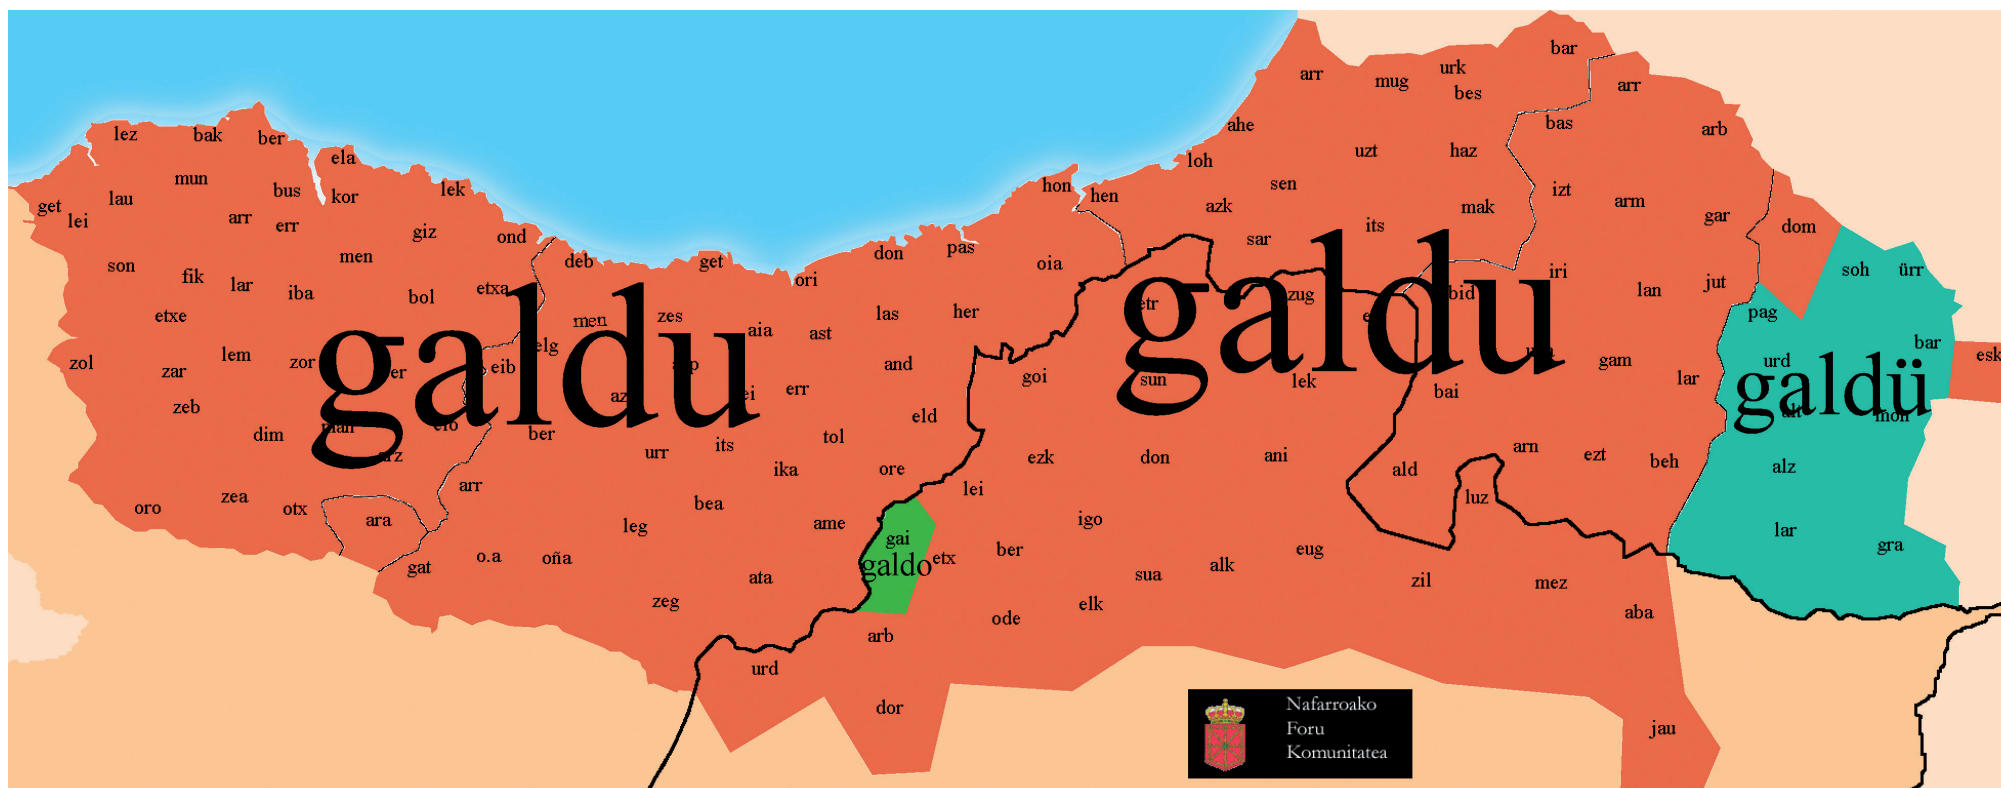 bar
urk
arr
mug
arr
bes
bas
lez
bak
ber
ahe
arb
ela
uzt
haz
loh
mun
sen
hon
bus
lek
izt
hen
kor
lau
arm
get
azk
mak
lei
arr
gar
err
its
dom
giz
ond
sar
pas
don
men
deb
get
oia
son
soh
ürr
fik
iri
ori
lar
jut
etxa
lan
iba
bol
zug
bid
etr
her
las
pag
etxe
zes
men
aia
ast
galdu
galdu
bar
elg
lem
esk
gam
urd
zol
zor
and
eib
zar
goi
lar
sun
lek
err
bai
galdü
az
zeb
alt
mon
eld
man
elo
dim
ber
tol
its
arn
urr
ezt
ezk
don
ani
beh
alz
ika
ore
ald
arr
lei
zea
luz
bea
oro
otx
ara
igo
ame
leg
lar
gai
gra
ber
eug
o.a
oña
etx
galdo
alk
gat
sua
ata
zil
mez
zeg
elk
aba
ode
arb
urd
dor
Nafarroako
Foru
Komunitatea
jau